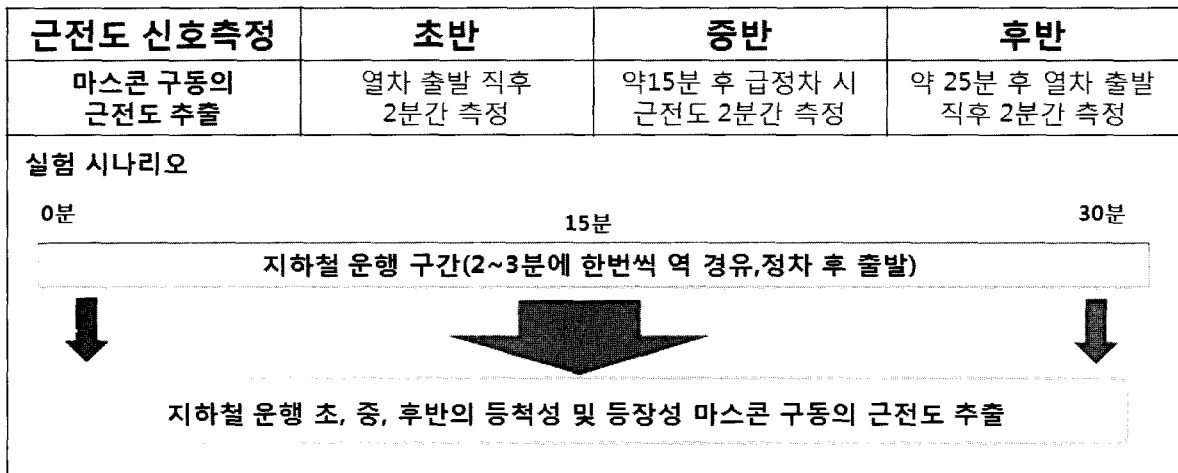 근전도 신호측정 초반 중반 후반
마스콘 구동의 열차 출발 직후 약15분 후 급정차 시 약 25분 후 열차 출발
근전도 추출 2분간 측정 근전도 2분간 측정 직후 2분간 측정
실험 시나리오
0분 15분 30분
지하철 운행 구간(2~3분에 한번씩 역 경유,정차 후 출발)
지하철 운행 초, 중, 후반의 등척성 및 등장성 마스콘 구동의 근전도 추출